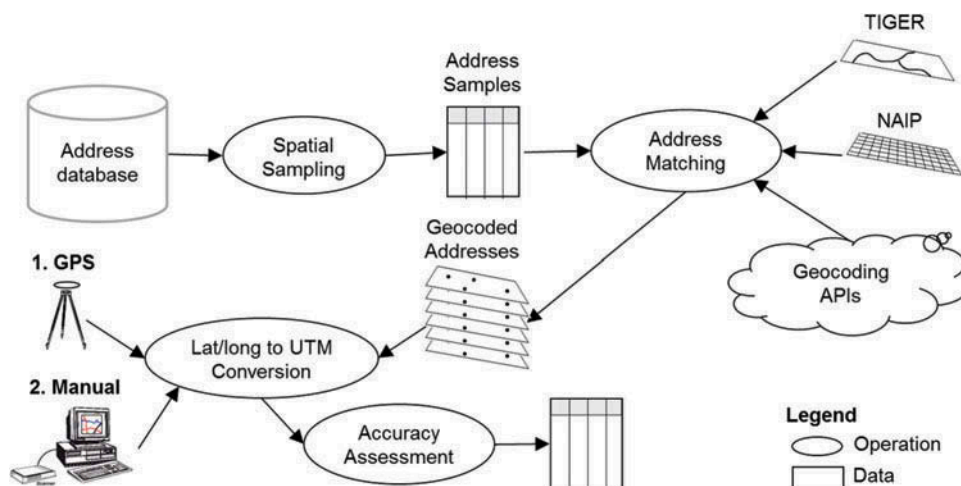 TIGER
Address
Samples
NAIP
Address
database
Spatial
Sampling
Address
Matching
Geocoded
Addresses
1. GPS
Geocoding
APIs
Lat/long to UTM
Conversion
2. Manual
Accuracy
Assessment
Legend
Operation
Data
Scanner